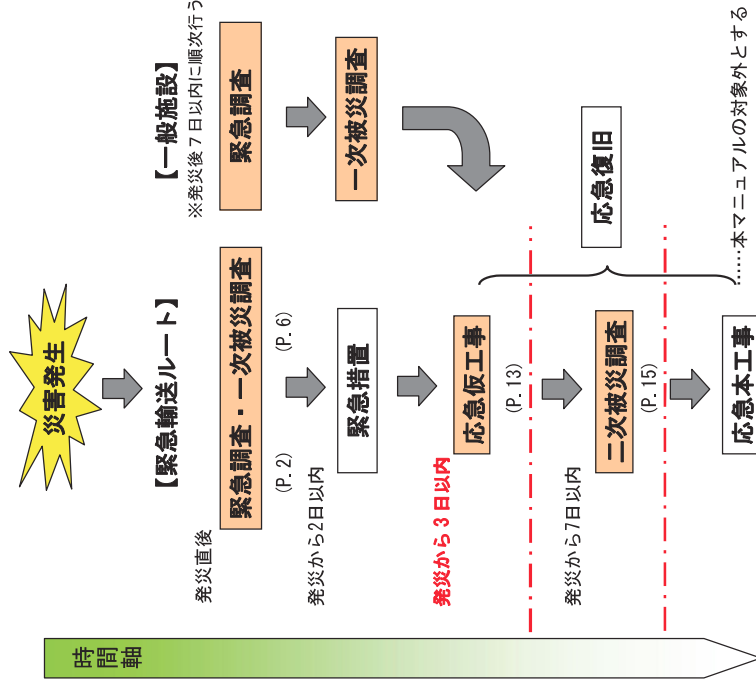 災害発生
【緊急輸送ルート】
【一般施設】
※発災後7日以内に順次行う
発災直後
緊急調査・一次被災調査
(P.2)
(P.6)
緊急調査
発災から2日以内
緊急措置
一次被災調査
発災から3日以内
応急仮工事
(P.13)
応急復旧
発災から7日以内
二次被災調査
(P.15)
応急本工事
……本マニュアルの対象外とする
時間軸